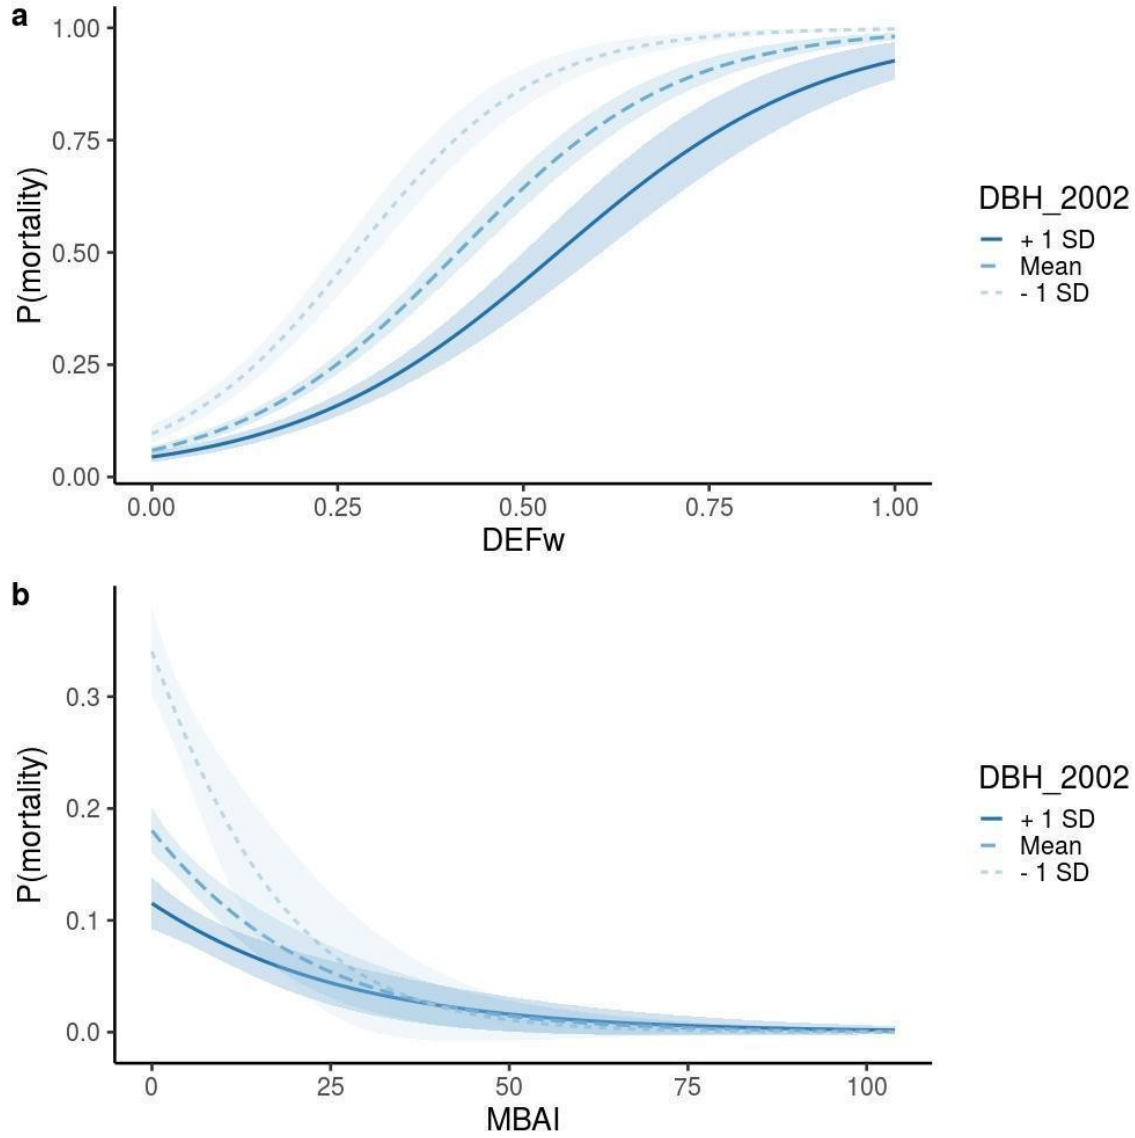 a
1.00
0.75
0.50
0.25
0.00
P(mortality)
0.00 0.25 0.50 0.75 1.00
DEFw
DBH_2002
+ 1 SD
Mean
- 1 SD
b
0.3
0.2
0.1
0.0
P(mortality)
0 25 50 75 100
MBAI
DBH_2002
+ 1 SD
Mean
- 1 SD